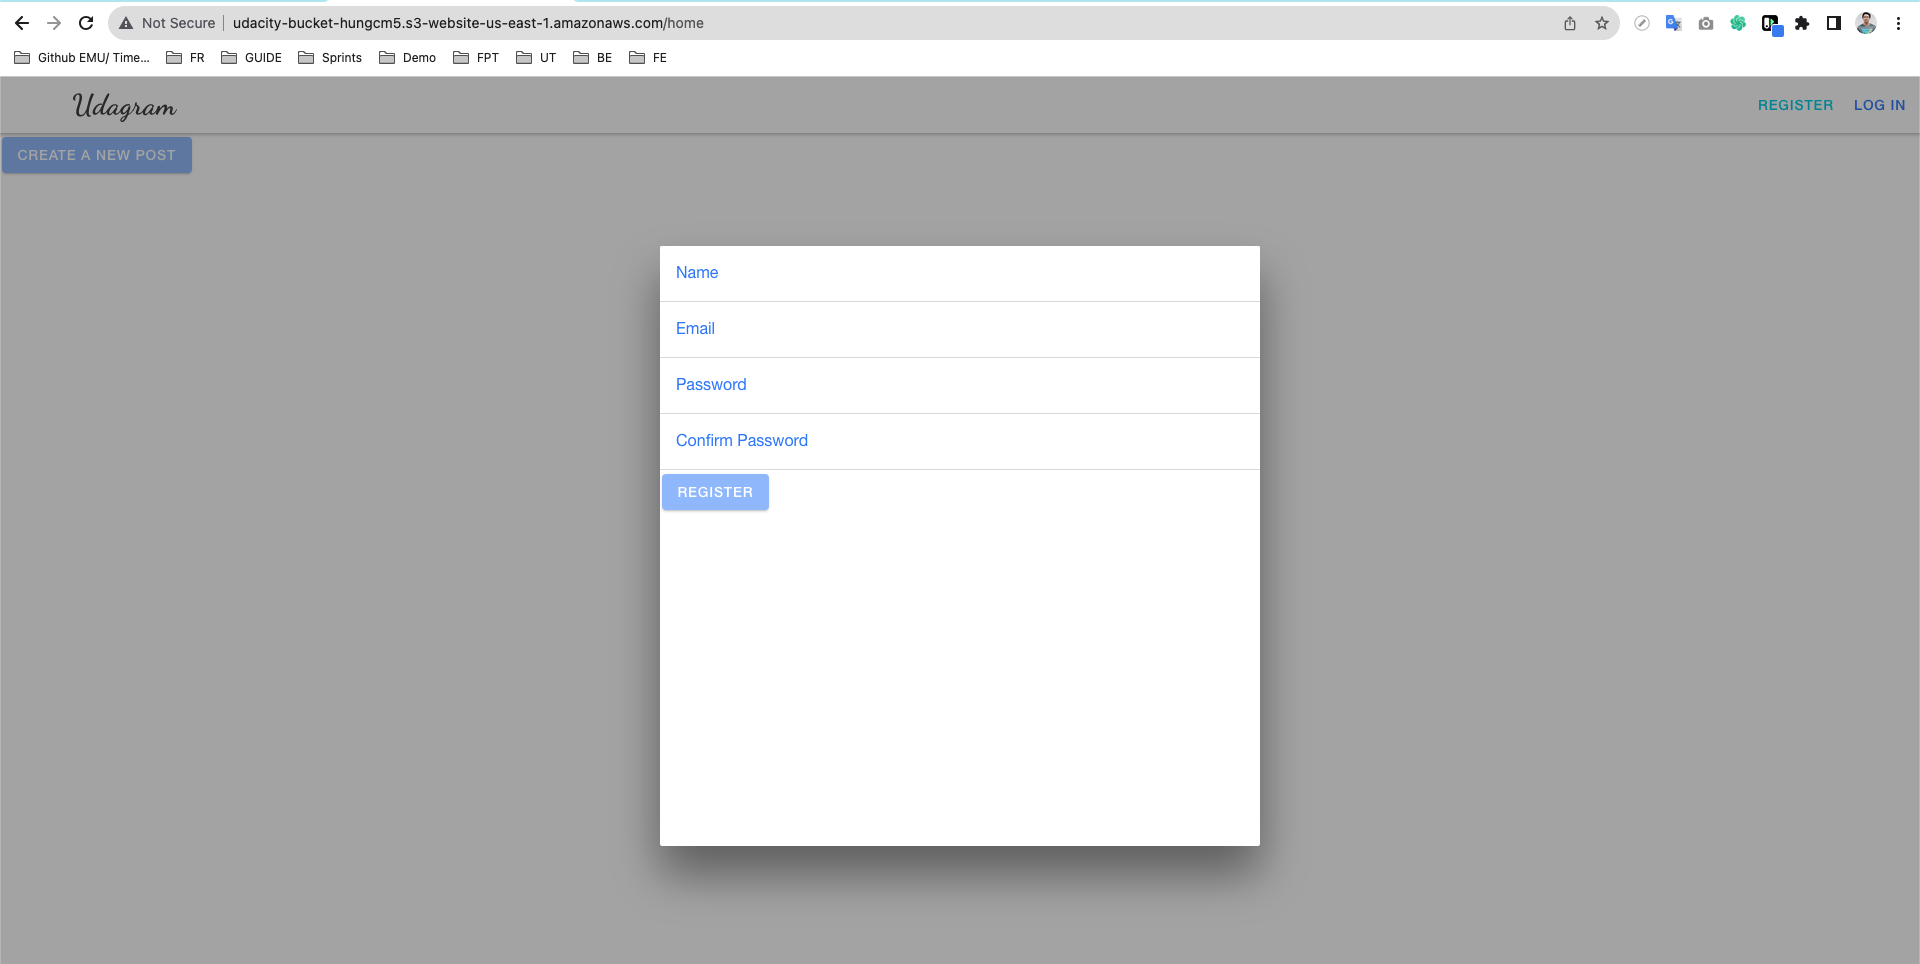 Not Secure udacity-bucket-hungcm5.s3-website-us-east-1.amazonaws.com/home
Github EMU/ Time... FR GUIDE Sprints Demo FPT UT BE FE
Udagram REGISTER LOG IN
CREATE A NEW POST
Name
Email
Password
Confirm Password
REGISTER